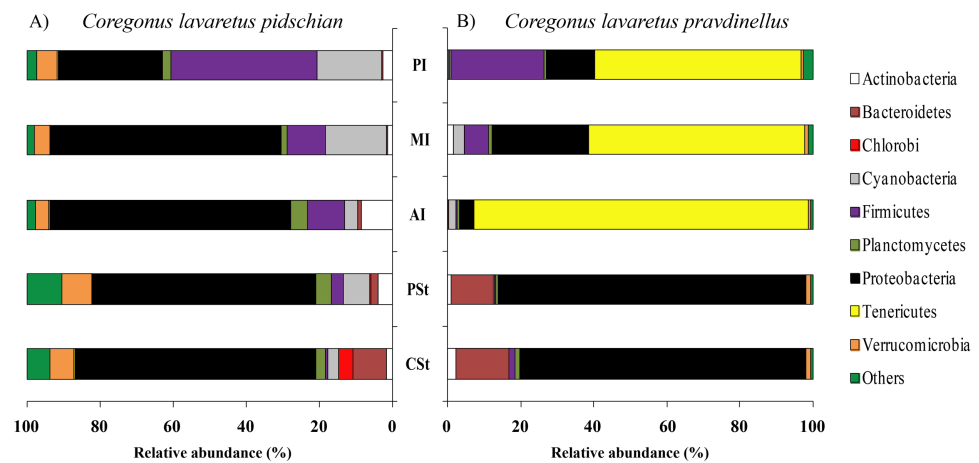 A) Coregonus lavaretus pidschian
B) Coregonus lavaretus pravdinellus
PI
MI
AI
PSt
CSt
100 80 60 40 20 0
Relative abundance (%)
0 20 40 60 80 100
Relative abundance (%)
Actinobacteria
Bacteroidetes
Chlorobi
Cyanobacteria
Firmicutes
Planctomycetes
Proteobacteria
Tenericutes
Verrucomicrobia
Others